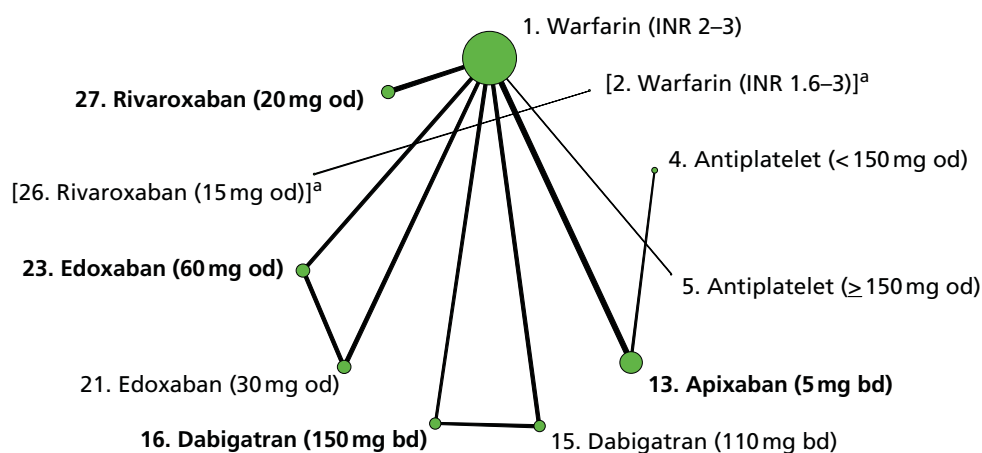 1. Warfarin (INR 2–3)
[2. Warfarin (INR 1.6–3)]ᵃ
27. Rivaroxaban (20 mg od)
4. Antiplatelet (<150 mg od)
[26. Rivaroxaban (15 mg od)]ᵃ
23. Edoxaban (60 mg od)
5. Antiplatelet (≥150 mg od)
21. Edoxaban (30 mg od)
13. Apixaban (5 mg bd)
16. Dabigatran (150 mg bd)
15. Dabigatran (110 mg bd)